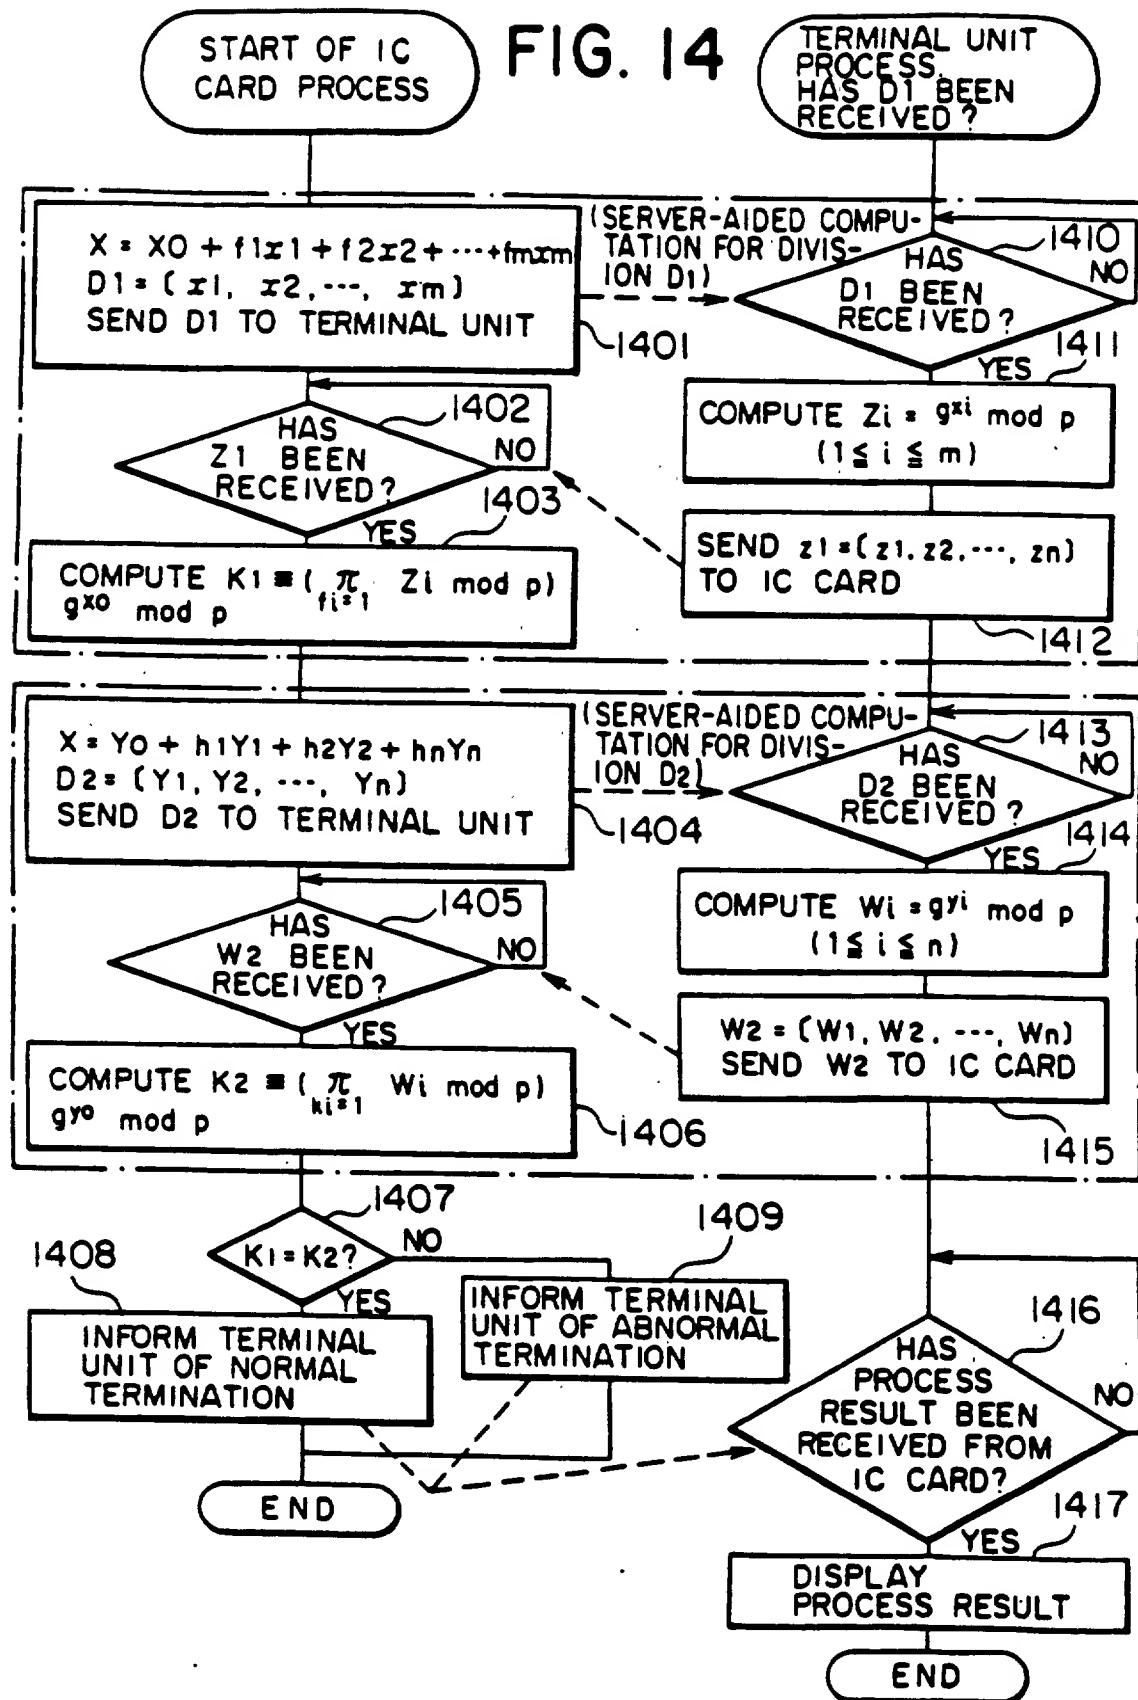 FIG. 14
START OF IC
CARD PROCESS
TERMINAL UNIT
PROCESS.
HAS D1 BEEN
RECEIVED?
X = X0 + f1x1 + f2x2 + ··· + fmxm
D1 = (x1, x2, ···, xm)
SEND D1 TO TERMINAL UNIT
1401
(SERVER-AIDED COMPU-
TATION FOR DIVIS-
ION D1)
HAS
D1 BEEN
RECEIVED?
1410
NO
YES
1411
HAS
Z1 BEEN
RECEIVED?
1402
NO
YES
1403
COMPUTE Zi = gxi mod p
(1 ≦ i ≦ m)
SEND z1 = (z1, z2, ···, zn)
TO IC CARD
1412
COMPUTE K1 ≡ (π Zi mod p)
fi=1
gx0 mod p
X = Y0 + h1Y1 + h2Y2 + hnYn
D2 = (Y1, Y2, ···, Yn)
SEND D2 TO TERMINAL UNIT
1404
(SERVER-AIDED COMPU-
TATION FOR DIVIS-
ION D2)
HAS
D2 BEEN
RECEIVED?
1413
NO
YES
1414
HAS
W2 BEEN
RECEIVED?
1405
NO
YES
COMPUTE Wi = gyi mod p
(1 ≦ i ≦ n)
W2 = (W1, W2, ···, Wn)
SEND W2 TO IC CARD
1415
COMPUTE K2 ≡ (π Wi mod p)
ki=1
gy0 mod p
1406
1407
K1 = K2?
NO
YES
1408
INFORM TERMINAL
UNIT OF NORMAL
TERMINATION
1409
INFORM TERMINAL
UNIT OF ABNORMAL
TERMINATION
END
HAS
PROCESS
RESULT BEEN
RECEIVED FROM
IC CARD?
1416
NO
YES
1417
DISPLAY
PROCESS RESULT
END